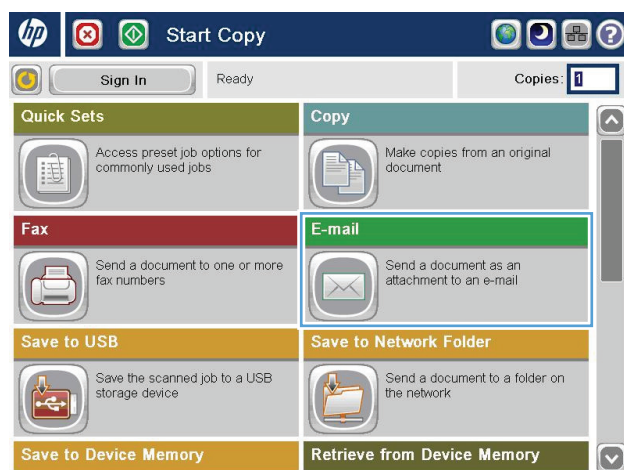 hp
Start Copy
?
Sign In
Ready
Copies: 1
Quick Sets
Access preset job options for
commonly used jobs
Copy
Make copies from an original
document
Fax
Send a document to one or more
fax numbers
E-mail
Send a document as an
attachment to an e-mail
Save to USB
Save the scanned job to a USB
storage device
Save to Network Folder
Send a document to a folder on
the network
Save to Device Memory
Retrieve from Device Memory